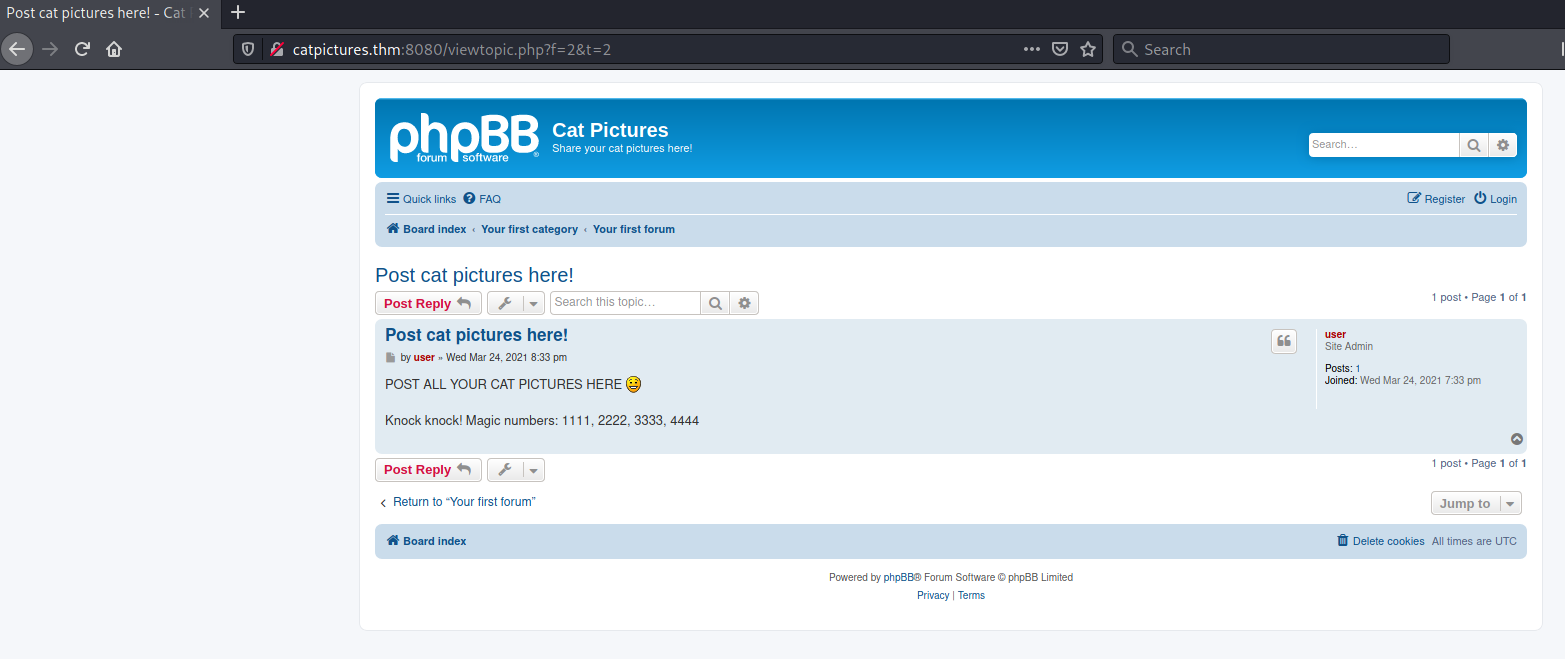 Post cat pictures here! - Cat
catpictures.thm:8080/viewtopic.php?f=2&t=2
Search
phpBB
forum software
®
Cat Pictures
Share your cat pictures here!
Search…
Quick links FAQ Register Login
Board index ‹ Your first category ‹ Your first forum
Post cat pictures here!
Post Reply Search this topic… 1 post • Page 1 of 1
Post cat pictures here!
by user » Wed Mar 24, 2021 8:33 pm
POST ALL YOUR CAT PICTURES HERE
Knock knock! Magic numbers: 1111, 2222, 3333, 4444
user
Site Admin
Posts: 1
Joined: Wed Mar 24, 2021 7:33 pm
Post Reply 1 post • Page 1 of 1
Return to “Your first forum” Jump to
Board index Delete cookies All times are UTC
Powered by phpBB® Forum Software © phpBB Limited
Privacy | Terms